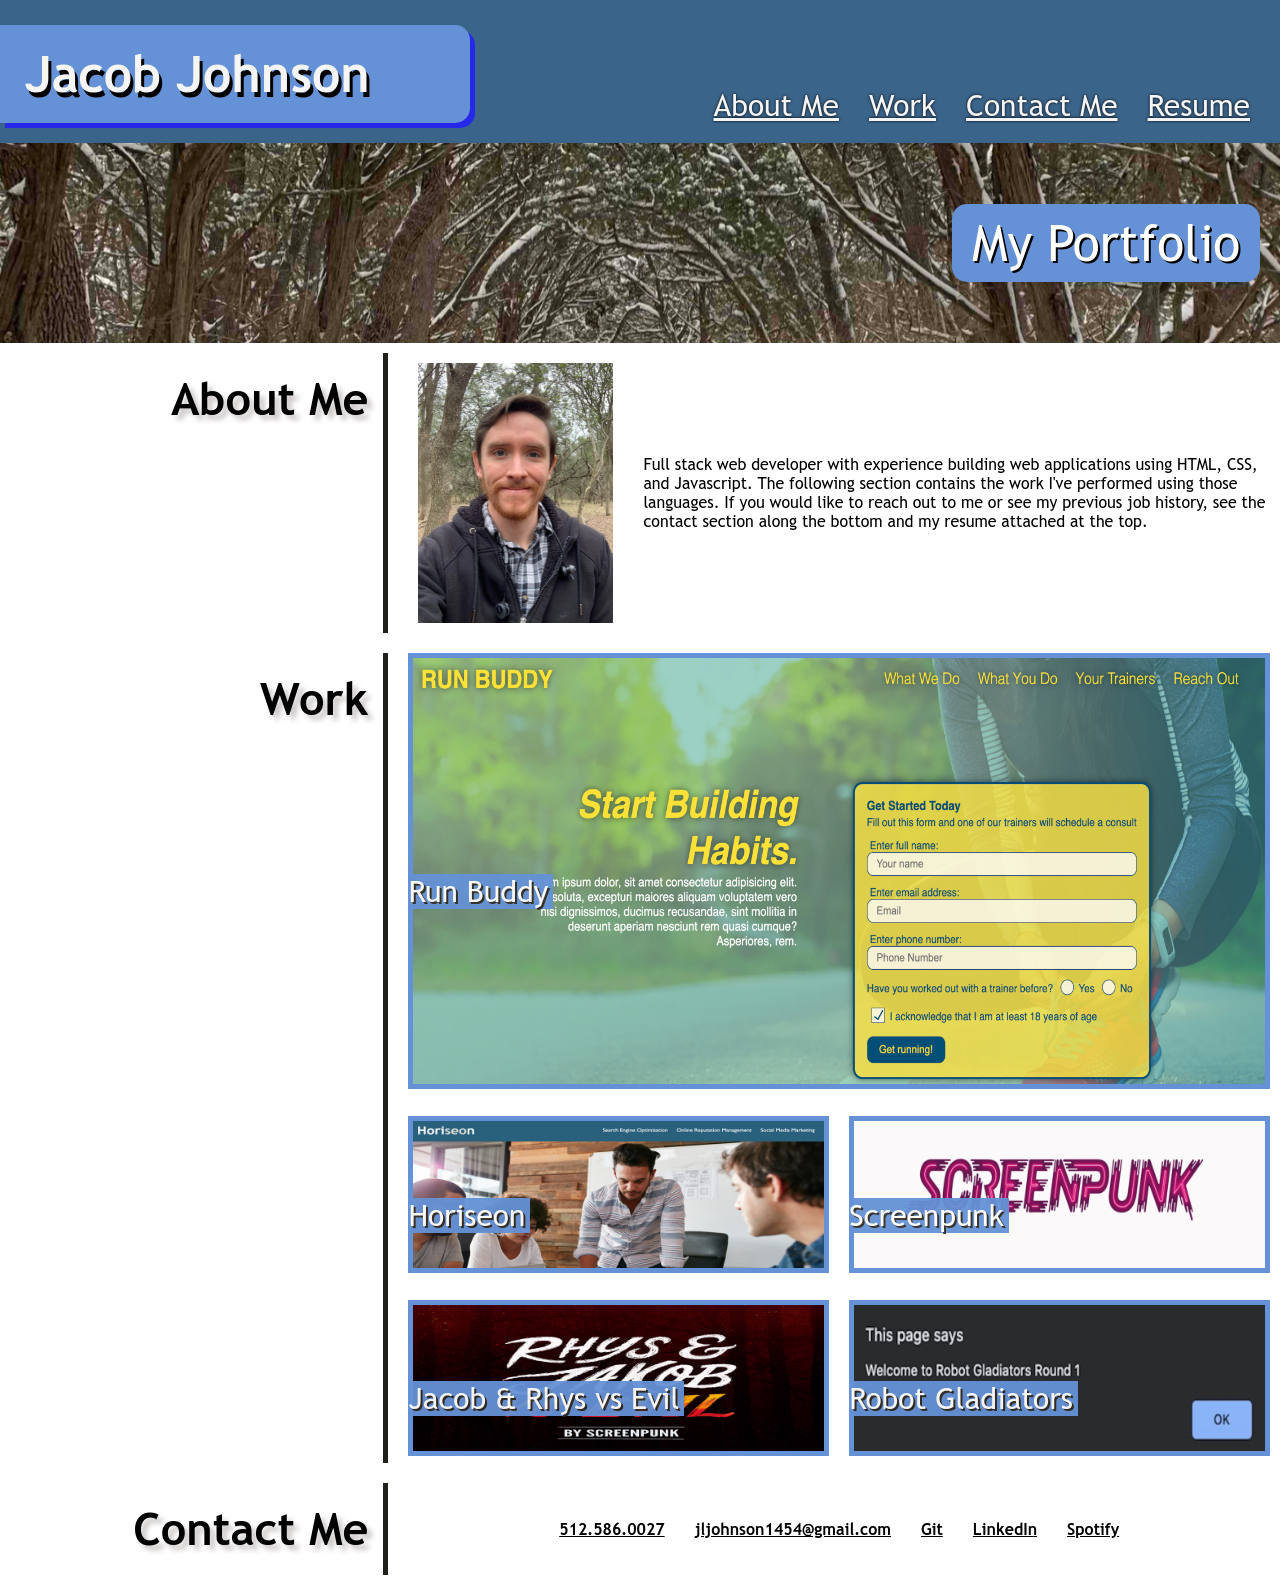 Jacob Johnson
About Me Work Contact Me Resume
My Portfolio
About Me
Full stack web developer with experience building web applications using HTML, CSS,
and Javascript. The following section contains the work I've performed using those
languages. If you would like to reach out to me or see my previous job history, see the
contact section along the bottom and my resume attached at the top.
Work
RUN BUDDY
What We Do What You Do Your Trainers Reach Out
Start Building
Habits.
ipsum dolor, sit amet consectetur adipisicing elit.
soluta, excepturi maiores aliquam voluptatem vero
nisi dignissimos, ducimus recusandae, sint mollitia in
deserunt aperiam nesciunt rem quasi cumque?
Asperiores, rem.
Run Buddy
Get Started Today
Fill out this form and one of our trainers will schedule a consult
Enter full name:
Your name
Enter email address:
Email
Enter phone number:
Phone Number
Have you worked out with a trainer before? Yes No
I acknowledge that I am at least 18 years of age
Get running!
Horiseon
Search Engine Optimization Online Reputation Management Social Media Marketing
Horiseon
SCREENPUNK
Screenpunk
RHYS &
JAKOB
Jacob & Rhys vs Evil
BY SCREENPUNK
This page says
Welcome to Robot Gladiators Round 1
Robot Gladiators
OK
Contact Me
512.586.0027 jljohnson1454@gmail.com Git LinkedIn Spotify